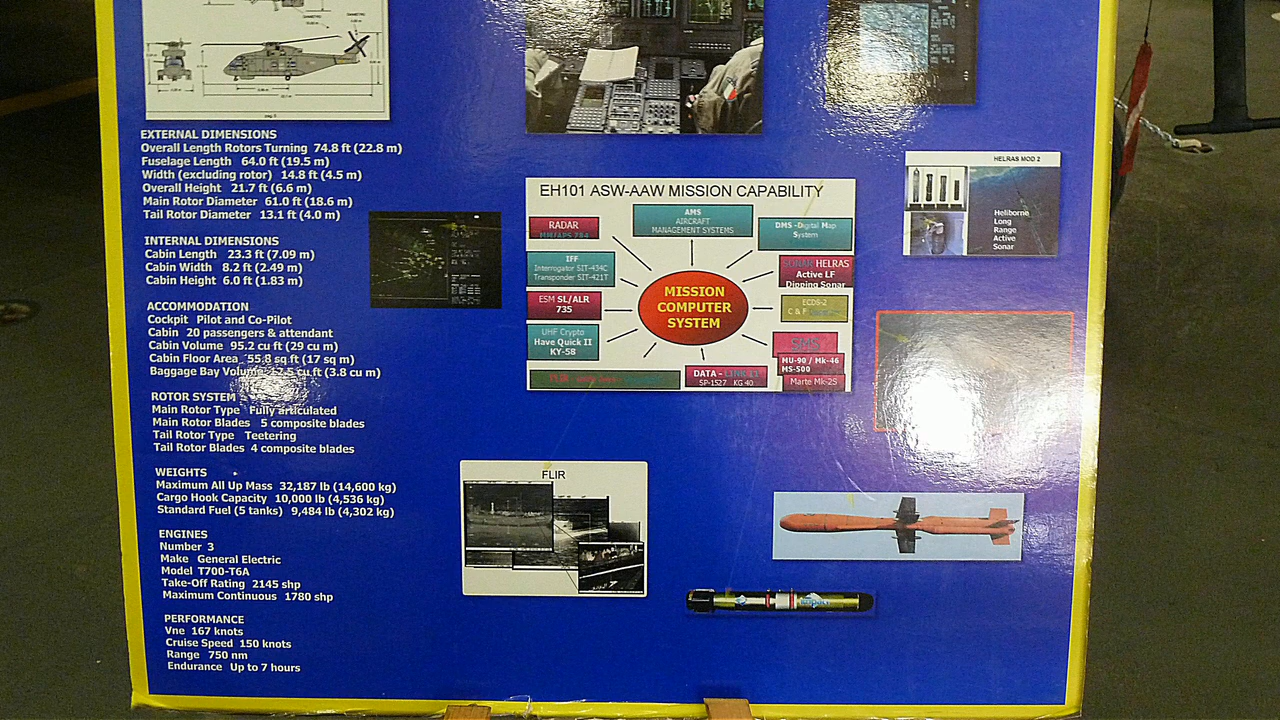 EXTERNAL DIMENSIONS
Overall Length Rotors Turning 74.8 ft (22.8 m)
Fuselage Length 64.0 ft (19.5 m)
Width (excluding rotor) 14.8 ft (4.5 m)
Overall Height 21.7 ft (6.6 m)
Main Rotor Diameter 61.0 ft (18.6 m)
Tail Rotor Diameter 13.1 ft (4.0 m)
INTERNAL DIMENSIONS
Cabin Length 23.3 ft (7.09 m)
Cabin Width 8.2 ft (2.49 m)
Cabin Height 6.0 ft (1.83 m)
ACCOMMODATION
Cockpit Pilot and Co-Pilot
Cabin 20 passengers & attendant
Cabin Volume 95.2 cu ft (29 cu m)
Cabin Floor Area 55.8 sq ft (17 sq m)
Baggage Bay Volume cu ft (3.8 cu m)
ROTOR SYSTEM
Main Rotor Type Fully articulated
Main Rotor Blades 5 composite blades
Tail Rotor Type Teetering
Tail Rotor Blades 4 composite blades
WEIGHTS
Maximum All Up Mass 32,187 lb (14,600 kg)
Cargo Hook Capacity 10,000 lb (4,536 kg)
Standard Fuel (5 tanks) 9,484 lb (4,302 kg)
ENGINES
Number 3
Make General Electric
Model T700-T6A
Take-Off Rating 2145 shp
Maximum Continuous 1780 shp
PERFORMANCE
Vne 167 knots
Cruise Speed 150 knots
Range 750 nm
Endurance Up to 7 hours
EH101 ASW-AAW MISSION CAPABILITY
RADAR
MM/APS 784
AMS
AIRCRAFT
MANAGEMENT SYSTEMS
DMS -Digital Map
System
IFF
Interrogator SIT-434C
Transponder SIT-421T
SONAR HELRAS
Active LF
Dipping Sonar
ESM SL/ALR
735
MISSION
COMPUTER
SYSTEM
ECDS-2
C & F
UHF Crypto
Have Quick II
KY-58
SMS
MU-90 / Mk-46
MS-500
Marte Mk-2S
DATA - LINK 11
SP-1527 KG 40
HELRAS MOD 2
Heliborne
Long
Range
Active
Sonar
FLIR